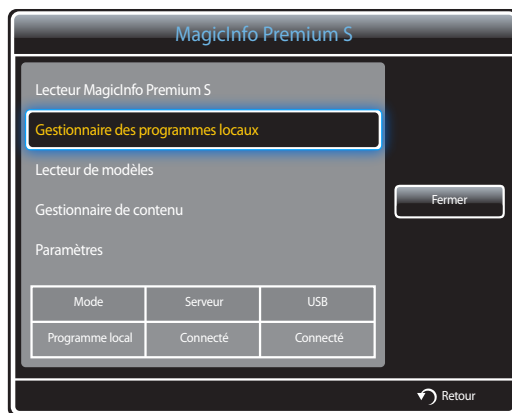 MagicInfo Premium S
Lecteur MagicInfo Premium S
Gestionnaire des programmes locaux
Lecteur de modèles
Gestionnaire de contenu
Paramètres
Fermer
Mode Serveur USB
Programme local Connecté Connecté
Retour